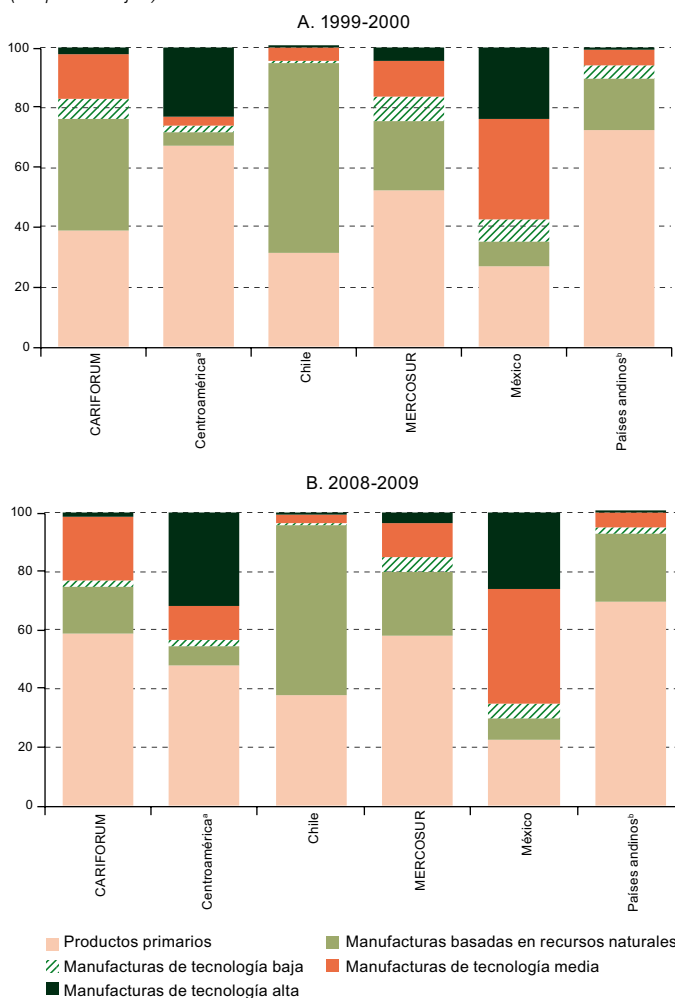 A. 1999-2000
100
80
60
40
20
0
CARIFORUM
Centroaméricaª
Chile
MERCOSUR
México
Países andinosᵇ
B. 2008-2009
100
80
60
40
20
0
CARIFORUM
Centroaméricaª
Chile
MERCOSUR
México
Países andinosᵇ
Productos primarios
Manufacturas basadas en recursos naturales
Manufacturas de tecnología baja
Manufacturas de tecnología media
Manufacturas de tecnología alta